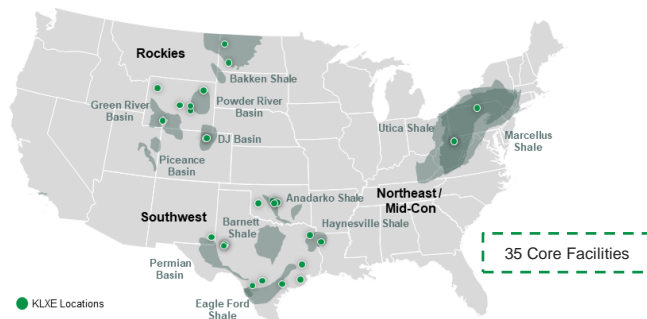 Rockies
Bakken Shale
Green River
Basin
Powder River
Basin
DJ Basin
Piceance
Basin
Utica Shale
Marcellus
Shale
Northeast /
Mid-Con
Southwest
Anadarko Shale
Barnett
Shale
Haynesville Shale
Permian
Basin
Eagle Ford
Shale
35 Core Facilities
KLXE Locations